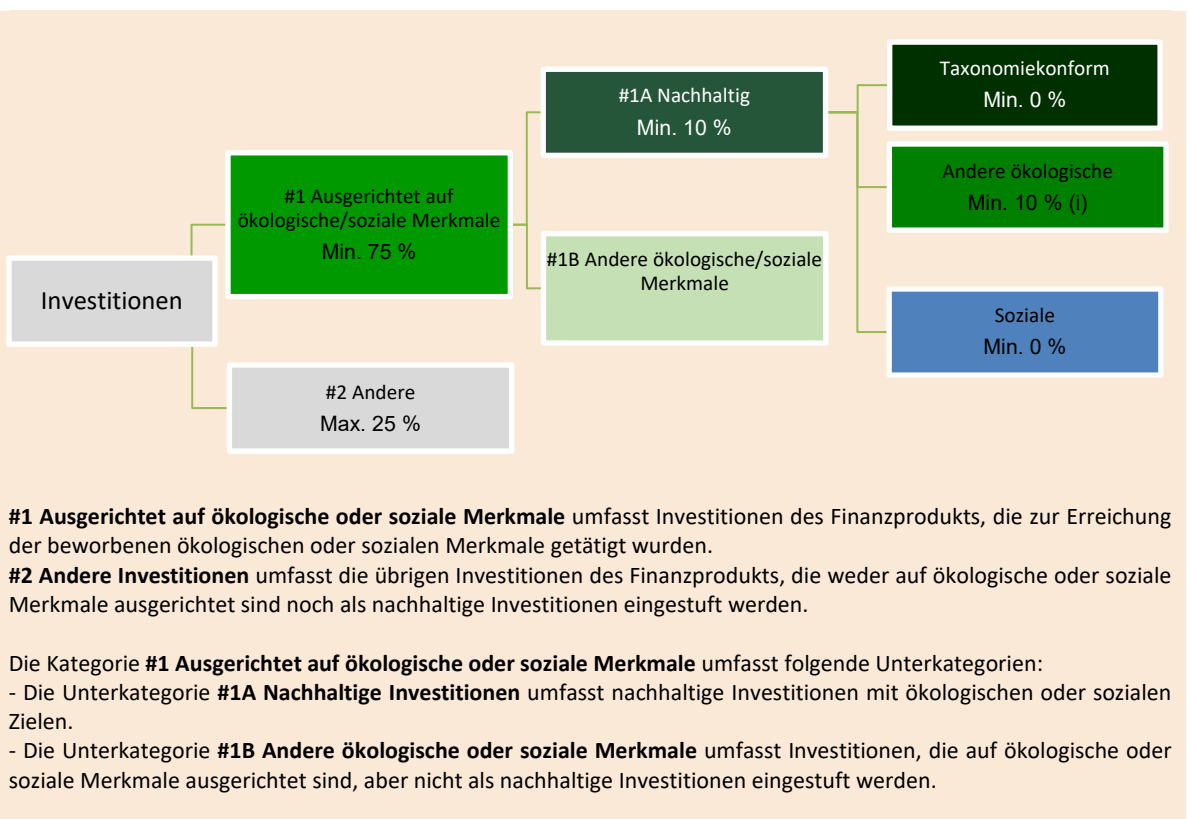 Investitionen
#1 Ausgerichtet auf
ökologische/soziale Merkmale
Min. 75 %
#2 Andere
Max. 25 %
#1A Nachhaltig
Min. 10 %
#1B Andere ökologische/soziale
Merkmale
Taxonomiekonform
Min. 0 %
Andere ökologische
Min. 10 % (i)
Soziale
Min. 0 %
#1 Ausgerichtet auf ökologische oder soziale Merkmale umfasst Investitionen des Finanzprodukts, die zur Erreichung
der beworbenen ökologischen oder sozialen Merkmale getätigt wurden.
#2 Andere Investitionen umfasst die übrigen Investitionen des Finanzprodukts, die weder auf ökologische oder soziale
Merkmale ausgerichtet sind noch als nachhaltige Investitionen eingestuft werden.
Die Kategorie #1 Ausgerichtet auf ökologische oder soziale Merkmale umfasst folgende Unterkategorien:
- Die Unterkategorie #1A Nachhaltige Investitionen umfasst nachhaltige Investitionen mit ökologischen oder sozialen
Zielen.
- Die Unterkategorie #1B Andere ökologische oder soziale Merkmale umfasst Investitionen, die auf ökologische oder
soziale Merkmale ausgerichtet sind, aber nicht als nachhaltige Investitionen eingestuft werden.